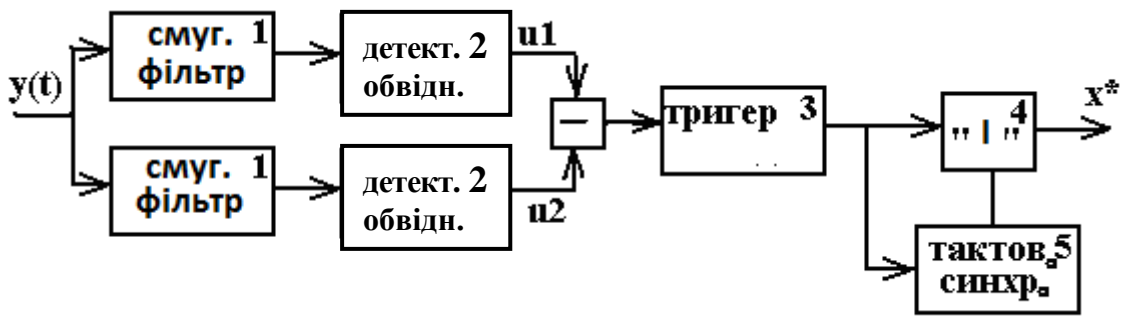 y(t)
смуг. 1
фільтр
детект. 2
обвідн.
u1
смуг. 1
фільтр
детект. 2
обвідн.
u2
—
тригер 3
4
„ І ”
x*
тактов. 5
синхр.